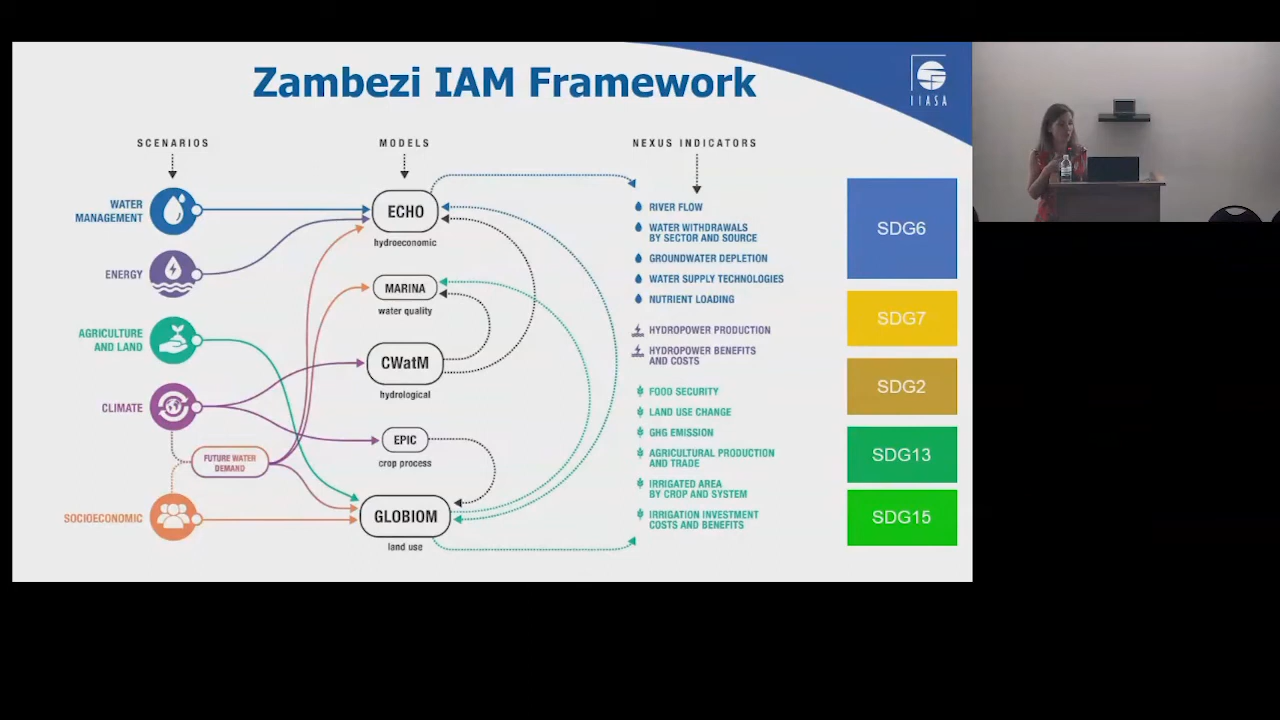 Zambezi IAM Framework
IIASA
SCENARIOS
MODELS
NEXUS INDICATORS
WATER
MANAGEMENT
ENERGY
AGRICULTURE
AND LAND
CLIMATE
FUTURE WATER
DEMAND
SOCIOECONOMIC
ECHO
hydroeconomic
MARINA
water quality
CWatM
hydrological
EPIC
crop process
GLOBIOM
land use
RIVER FLOW
WATER WITHDRAWALS
BY SECTOR AND SOURCE
GROUNDWATER DEPLETION
WATER SUPPLY TECHNOLOGIES
NUTRIENT LOADING
HYDROPOWER PRODUCTION
HYDROPOWER BENEFITS
AND COSTS
FOOD SECURITY
LAND USE CHANGE
GHG EMISSION
AGRICULTURAL PRODUCTION
AND TRADE
IRRIGATED AREA
BY CROP AND SYSTEM
IRRIGATION INVESTMENT
COSTS AND BENEFITS
SDG6
SDG7
SDG2
SDG13
SDG15